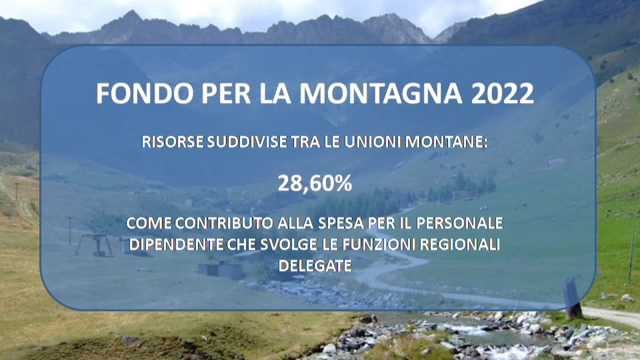 FONDO PER LA MONTAGNA 2022
RISORSE SUDDIVISE TRA LE UNIONI MONTANE:
28,60%
COME CONTRIBUTO ALLA SPESA PER IL PERSONALE
DIPENDENTE CHE SVOLGE LE FUNZIONI REGIONALI
DELEGATE